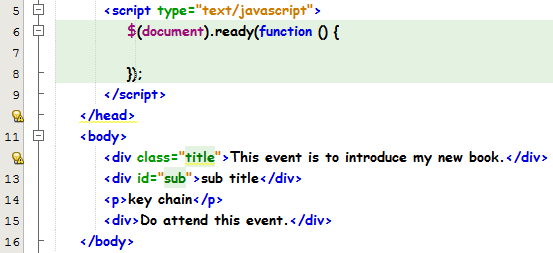 5 <script type="text/javascript">
6 $(document).ready(function () {
7
8 });
9 </script>
</head>
11 <body>
<div class="title">This event is to introduce my new book.</div>
13 <div id="sub">sub title</div>
14 <p>key chain</p>
15 <div>Do attend this event.</div>
16 </body>